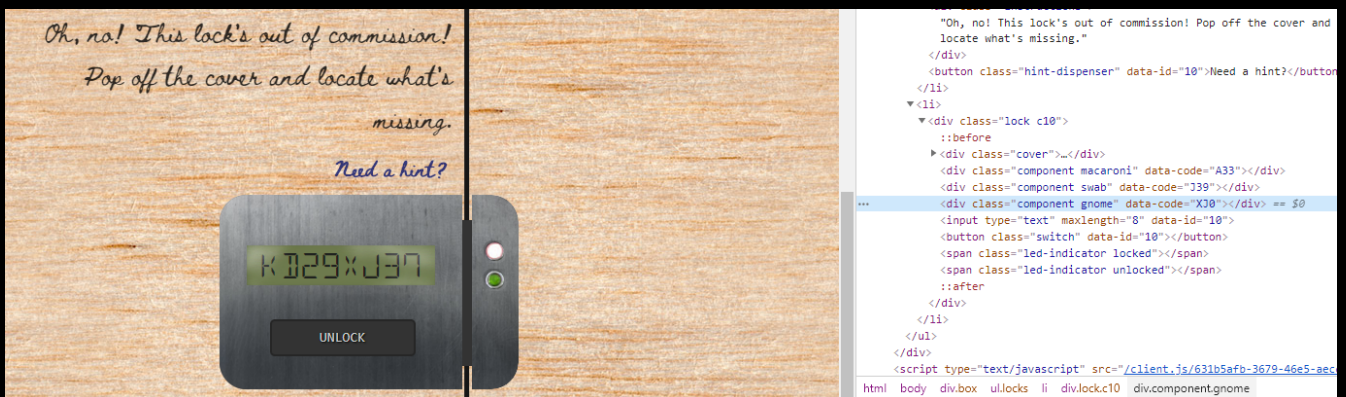 Oh, no! This lock's out of commission!
Pop off the cover and locate what's
missing.
Need a hint?
KD29XJ37
UNLOCK
"Oh, no! This lock's out of commission! Pop off the cover and
locate what's missing."
</div>
<button class="hint-dispenser" data-id="10">Need a hint?</button
</li>
▼<li>
▼<div class="lock c10">
::before
▶<div class="cover">…</div>
<div class="component macaroni" data-code="A33"></div>
<div class="component swab" data-code="J39"></div>
… <div class="component gnome" data-code="XJ0"></div> == $0
<input type="text" maxlength="8" data-id="10">
<button class="switch" data-id="10"></button>
<span class="led-indicator locked"></span>
<span class="led-indicator unlocked"></span>
::after
</div>
</li>
</ul>
</div>
<script type="text/javascript" src="/client.js/631b5afb-3679-46e5-aec
html body div.box ul.locks li div.lock.c10 div.component.gnome